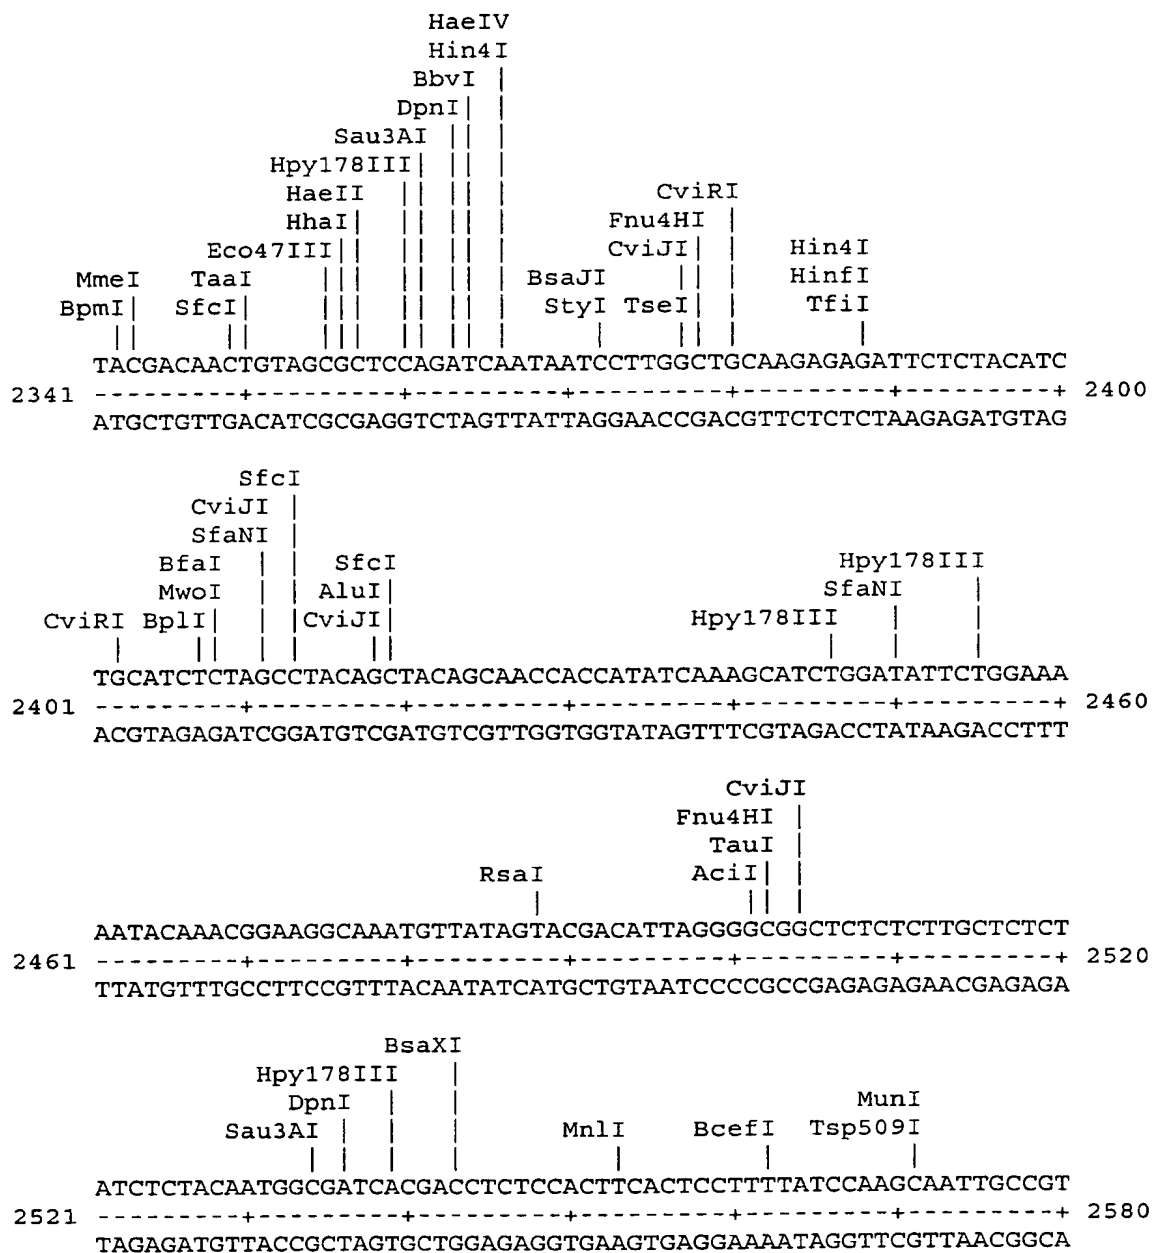 HaeIV
Hin4I
BbvI |
DpnI| |
Sau3AI || |
Hpy178III| || |
HaeII || || | CviRI
HhaI| || || | Fnu4HI |
Eco47III|| || || | CviJI| | Hin4I
MmeI TaaI ||| || || | BsaJI || | HinfI
BpmI| SfcI| ||| || || | StyI TseI|| | TfiI
|| || ||| || || | | || | |
TACGACAACTGTAGCGCTCCAGATCAATAATCCTTGGCTGCAAGAGAGATTCTCTACATC
2341 ---------+---------+---------+---------+---------+---------+ 2400
ATGCTGTTGACATCGCGAGGTCTAGTTATTAGGAACCGACGTTCTCTCTAAGAGATGTAG
SfcI
CviJI |
SfaNI |
BfaI | | SfcI Hpy178III
MwoI | | AluI| SfaNI |
CviRI BplI| | | CviJI| Hpy178III | |
| || | | || | | |
TGCATCTCTAGCCTACAGCTACAGCAACCACCATATCAAAGCATCTGGATATTCTGGAAA
2401 ---------+---------+---------+---------+---------+---------+ 2460
ACGTAGAGATCGGATGTCGATGTCGTTGGTGGTATAGTTTCGTAGACCTATAAGACCTTT
CviJI
Fnu4HI |
TauI |
RsaI AciI| |
| || |
AATACAAACGGAAGGCAAATGTTATAGTACGACATTAGGGGCGGCTCTCTCTTGCTCTCT
2461 ---------+---------+---------+---------+---------+---------+ 2520
TTATGTTTGCCTTCCGTTTACAATATCATGCTGTAATCCCCGCCGAGAGAGAACGAGAGA
BsaXI
Hpy178III |
DpnI | | MunI
Sau3AI | | | MnlI BcefI Tsp509I
| | | | | | |
ATCTCTACAATGGCGATCACGACCTCTCCACTTCACTCCTTTTATCCAAGCAATTGCCGT
2521 ---------+---------+---------+---------+---------+---------+ 2580
TAGAGATGTTACCGCTAGTGCTGGAGAGGTGAAGTGAGGAAAATAGGTTCGTTAACGGCA